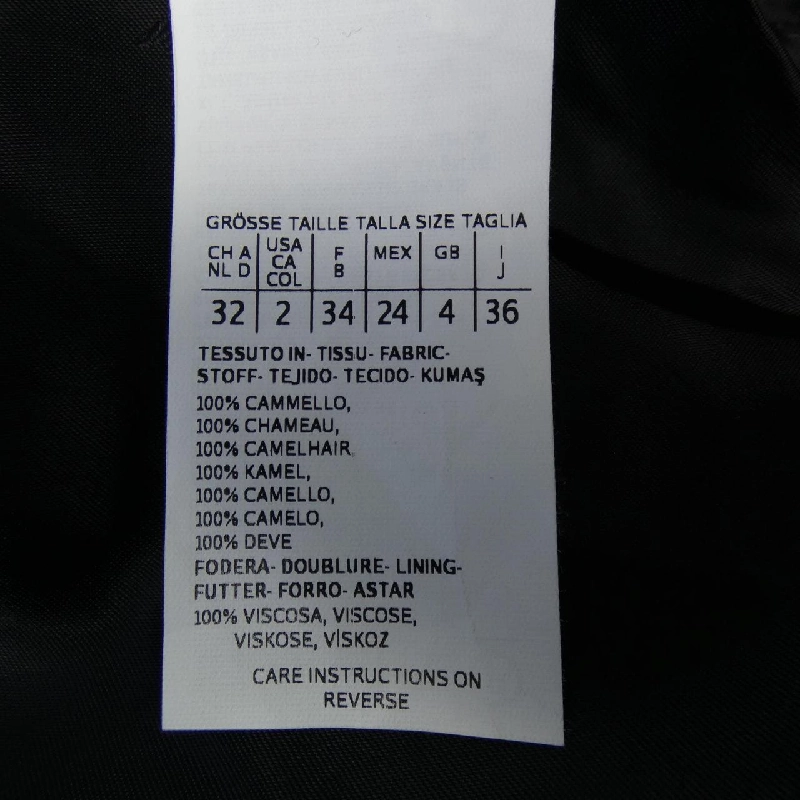 GRÖSSE TAILLE TALLA SIZE TAGLIA
CH A NL D USA CA COL F B MEX GB I J
32 2 34 24 4 36
TESSUTO IN- TISSU- FABRIC-
STOFF- TEJIDO- TECIDO- KUMAŞ
100% CAMMELLO,
100% CHAMEAU,
100% CAMELHAIR,
100% KAMEL,
100% CAMELLO,
100% CAMELO,
100% DEVE
FODERA- DOUBLURE- LINING-
FUTTER- FORRO- ASTAR
100% VISCOSA, VISCOSE,
VISKOSE, VİSKOZ
CARE INSTRUCTIONS ON
REVERSE